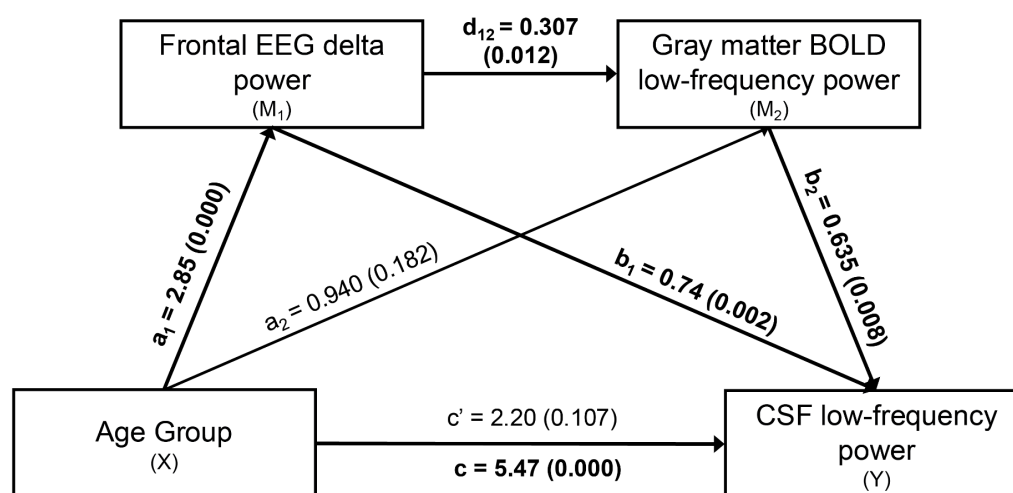 Frontal EEG delta
power
(M₁)
d₁₂ = 0.307
(0.012)
Gray matter BOLD
low-frequency power
(M₂)
a₁ = 2.85 (0.000)
a₂ = 0.940 (0.182)
b₁ = 0.74 (0.002)
b₂ = 0.635 (0.008)
Age Group
(X)
c’ = 2.20 (0.107)
c = 5.47 (0.000)
CSF low-frequency
power
(Y)